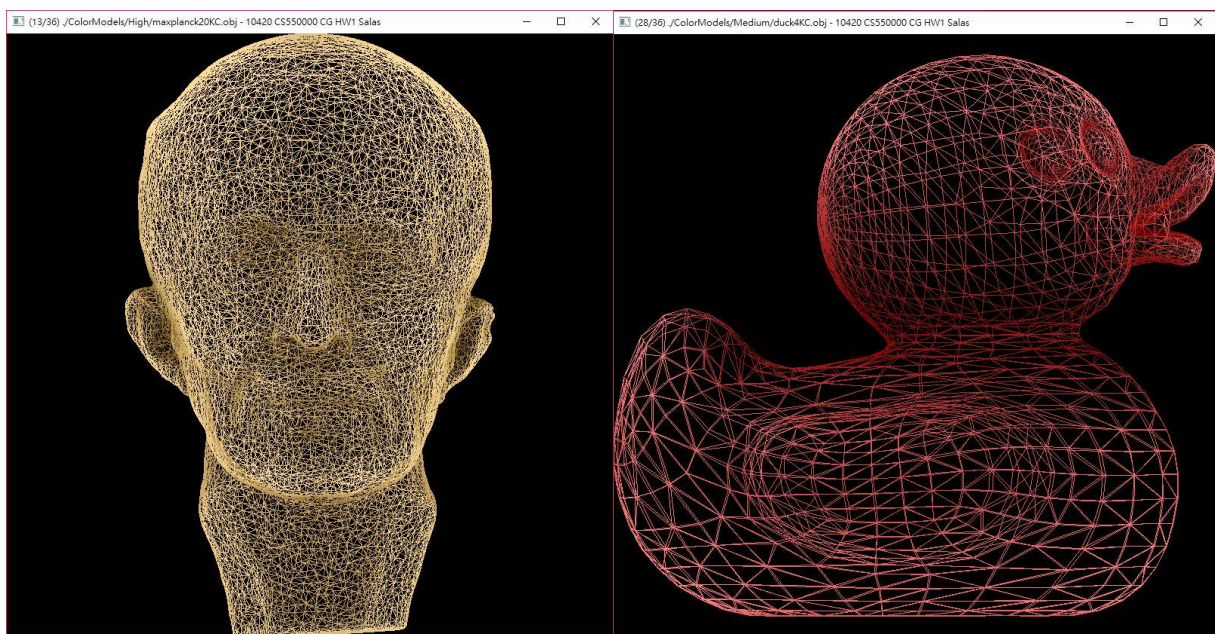 (13/36) ./ColorModels/High/maxplanck20KC.obj - 10420 CS550000 CG HW1 Salas
(28/36) ./ColorModels/Medium/duck4KC.obj - 10420 CS550000 CG HW1 Salas